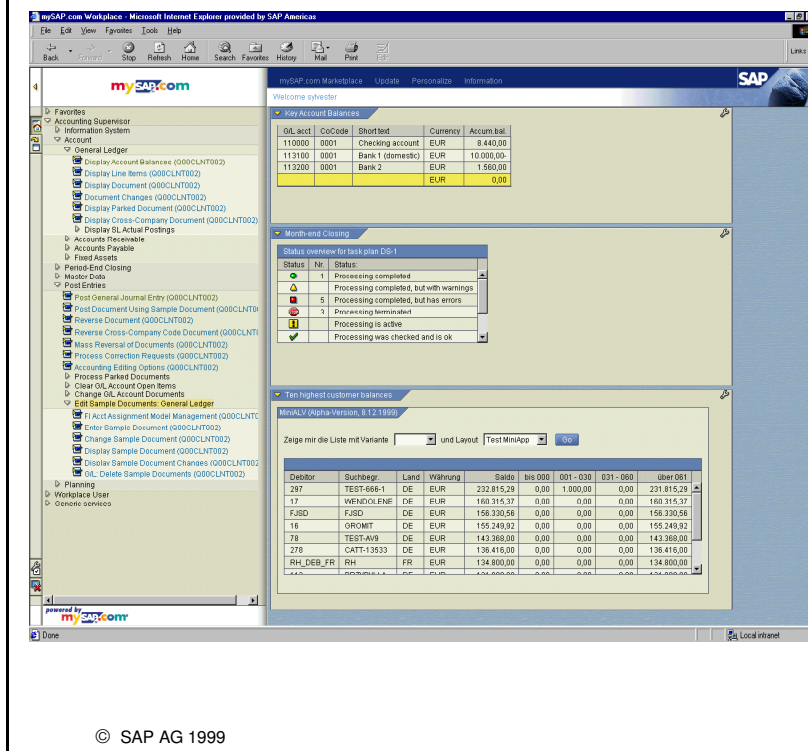 mySAP.com Workplace - Microsoft Internet Explorer provided by SAP Americas
File Edit View Favorites Tools Help
Back Forward Stop Refresh Home Search Favorites History Mail Print Edit Links
mySAP.com
mySAP.com Marketplace Update Personalize Information
SAP
Welcome sylvester
Favorites
Accounting Supervisor
Information System
Account
General Ledger
Display Account Balances (Q00CLNT002)
Display Line Items (Q00CLNT002)
Display Document (Q00CLNT002)
Document Changes (Q00CLNT002)
Display Parked Document (Q00CLNT002)
Display Cross-Company Document (Q00CLNT002)
Display SL Actual Postings
Accounts Receivable
Accounts Payable
Fixed Assets
Period-End Closing
Master Data
Post Entries
Post General Journal Entry (Q00CLNT002)
Post Document Using Sample Document (Q00CLNT0
Reverse Document (Q00CLNT002)
Reverse Cross-Company Code Document (Q00CLNT
Mass Reversal of Documents (Q00CLNT002)
Process Correction Requests (Q00CLNT002)
Accounting Editing Options (Q00CLNT002)
Process Parked Documents
Clear G/L Account Open Items
Change G/L Account Documents
Edit Sample Documents: General Ledger
FI Acct Assignment Model Management (Q00CLNTC
Enter Sample Document (Q00CLNT002)
Change Sample Document (Q00CLNT002)
Display Sample Document (Q00CLNT002)
Display Sample Document Changes (Q00CLNT002
G/L: Delete Sample Documents (Q00CLNT002)
Planning
Workplace User
Generic services
powered by
mySAP.com
Key Account Balances
G/L acct CoCode Short text Currency Accum.bal.
110000 0001 Checking account EUR 8.440,00
113100 0001 Bank 1 (domestic) EUR 10.000,00-
113200 0001 Bank 2 EUR 1.560,00
EUR 0,00
Month-end Closing
Status overview for task plan DS-1
Status Nr. Status:
1 Processing completed
Processing completed, but with warnings
5 Processing completed, but has errors
3 Processing terminated
Processing is active
Processing was checked and is ok
Ten highest customer balances
MiniALV (Alpha-Version, 8.12.1999)
Zeige mir die Liste mit Variante und Layout Test MiniApp Go
Debitor Suchbegr. Land Währung Saldo bis 000 001 - 030 031 - 060 über 061
297 TEST-666-1 DE EUR 232.815,29 0,00 1.000,00 0,00 231.815,29
17 WENDOLENE DE EUR 160.315,37 0,00 0,00 0,00 160.315,37
FJSD FJSD DE EUR 156.330,56 0,00 0,00 0,00 156.330,56
16 GROMIT DE EUR 155.249,92 0,00 0,00 0,00 155.249,92
78 TEST-AV9 DE EUR 143.368,00 0,00 0,00 0,00 143.368,00
278 CATT-13533 DE EUR 136.416,00 0,00 0,00 0,00 136.416,00
RH_DEB_FR RH FR EUR 134.800,00 0,00 0,00 0,00 134.800,00
Done Local intranet
© SAP AG 1999